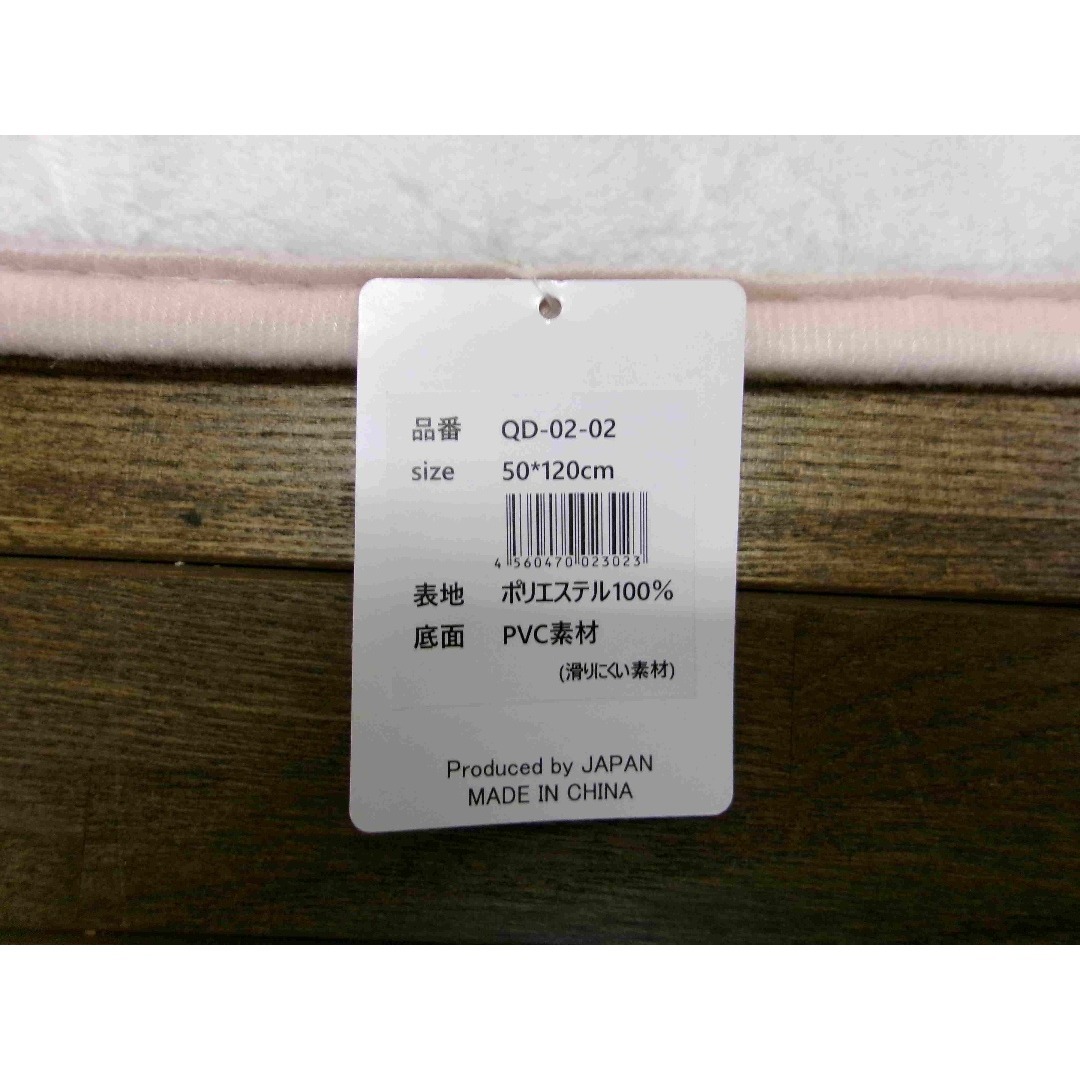 品番 QD-02-02
size 50*120cm
4 560470 023023
表地 ポリエステル100%
底面 PVC素材
(滑りにくい素材)
Produced by JAPAN
MADE IN CHINA